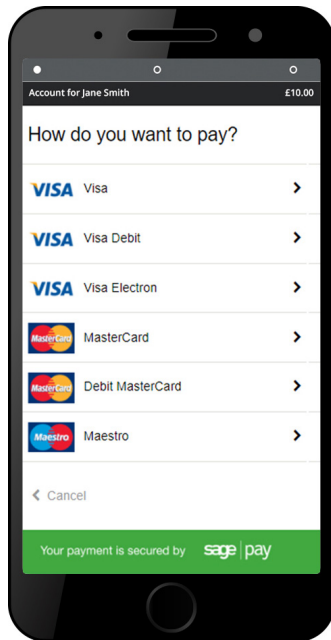 Account for Jane Smith £10.00
How do you want to pay?
VISA Visa
VISA Visa Debit
VISA Visa Electron
MasterCard MasterCard
MasterCard Debit MasterCard
Maestro Maestro
Cancel
Your payment is secured by sage pay